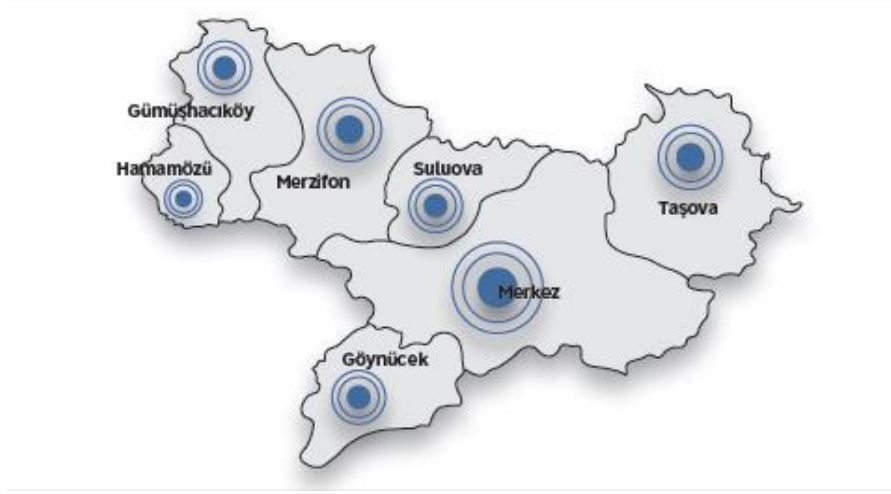 Gümüşhacıköy
Hamamözü
Merzifon
Suluova
Taşova
Merkez
Göynücek